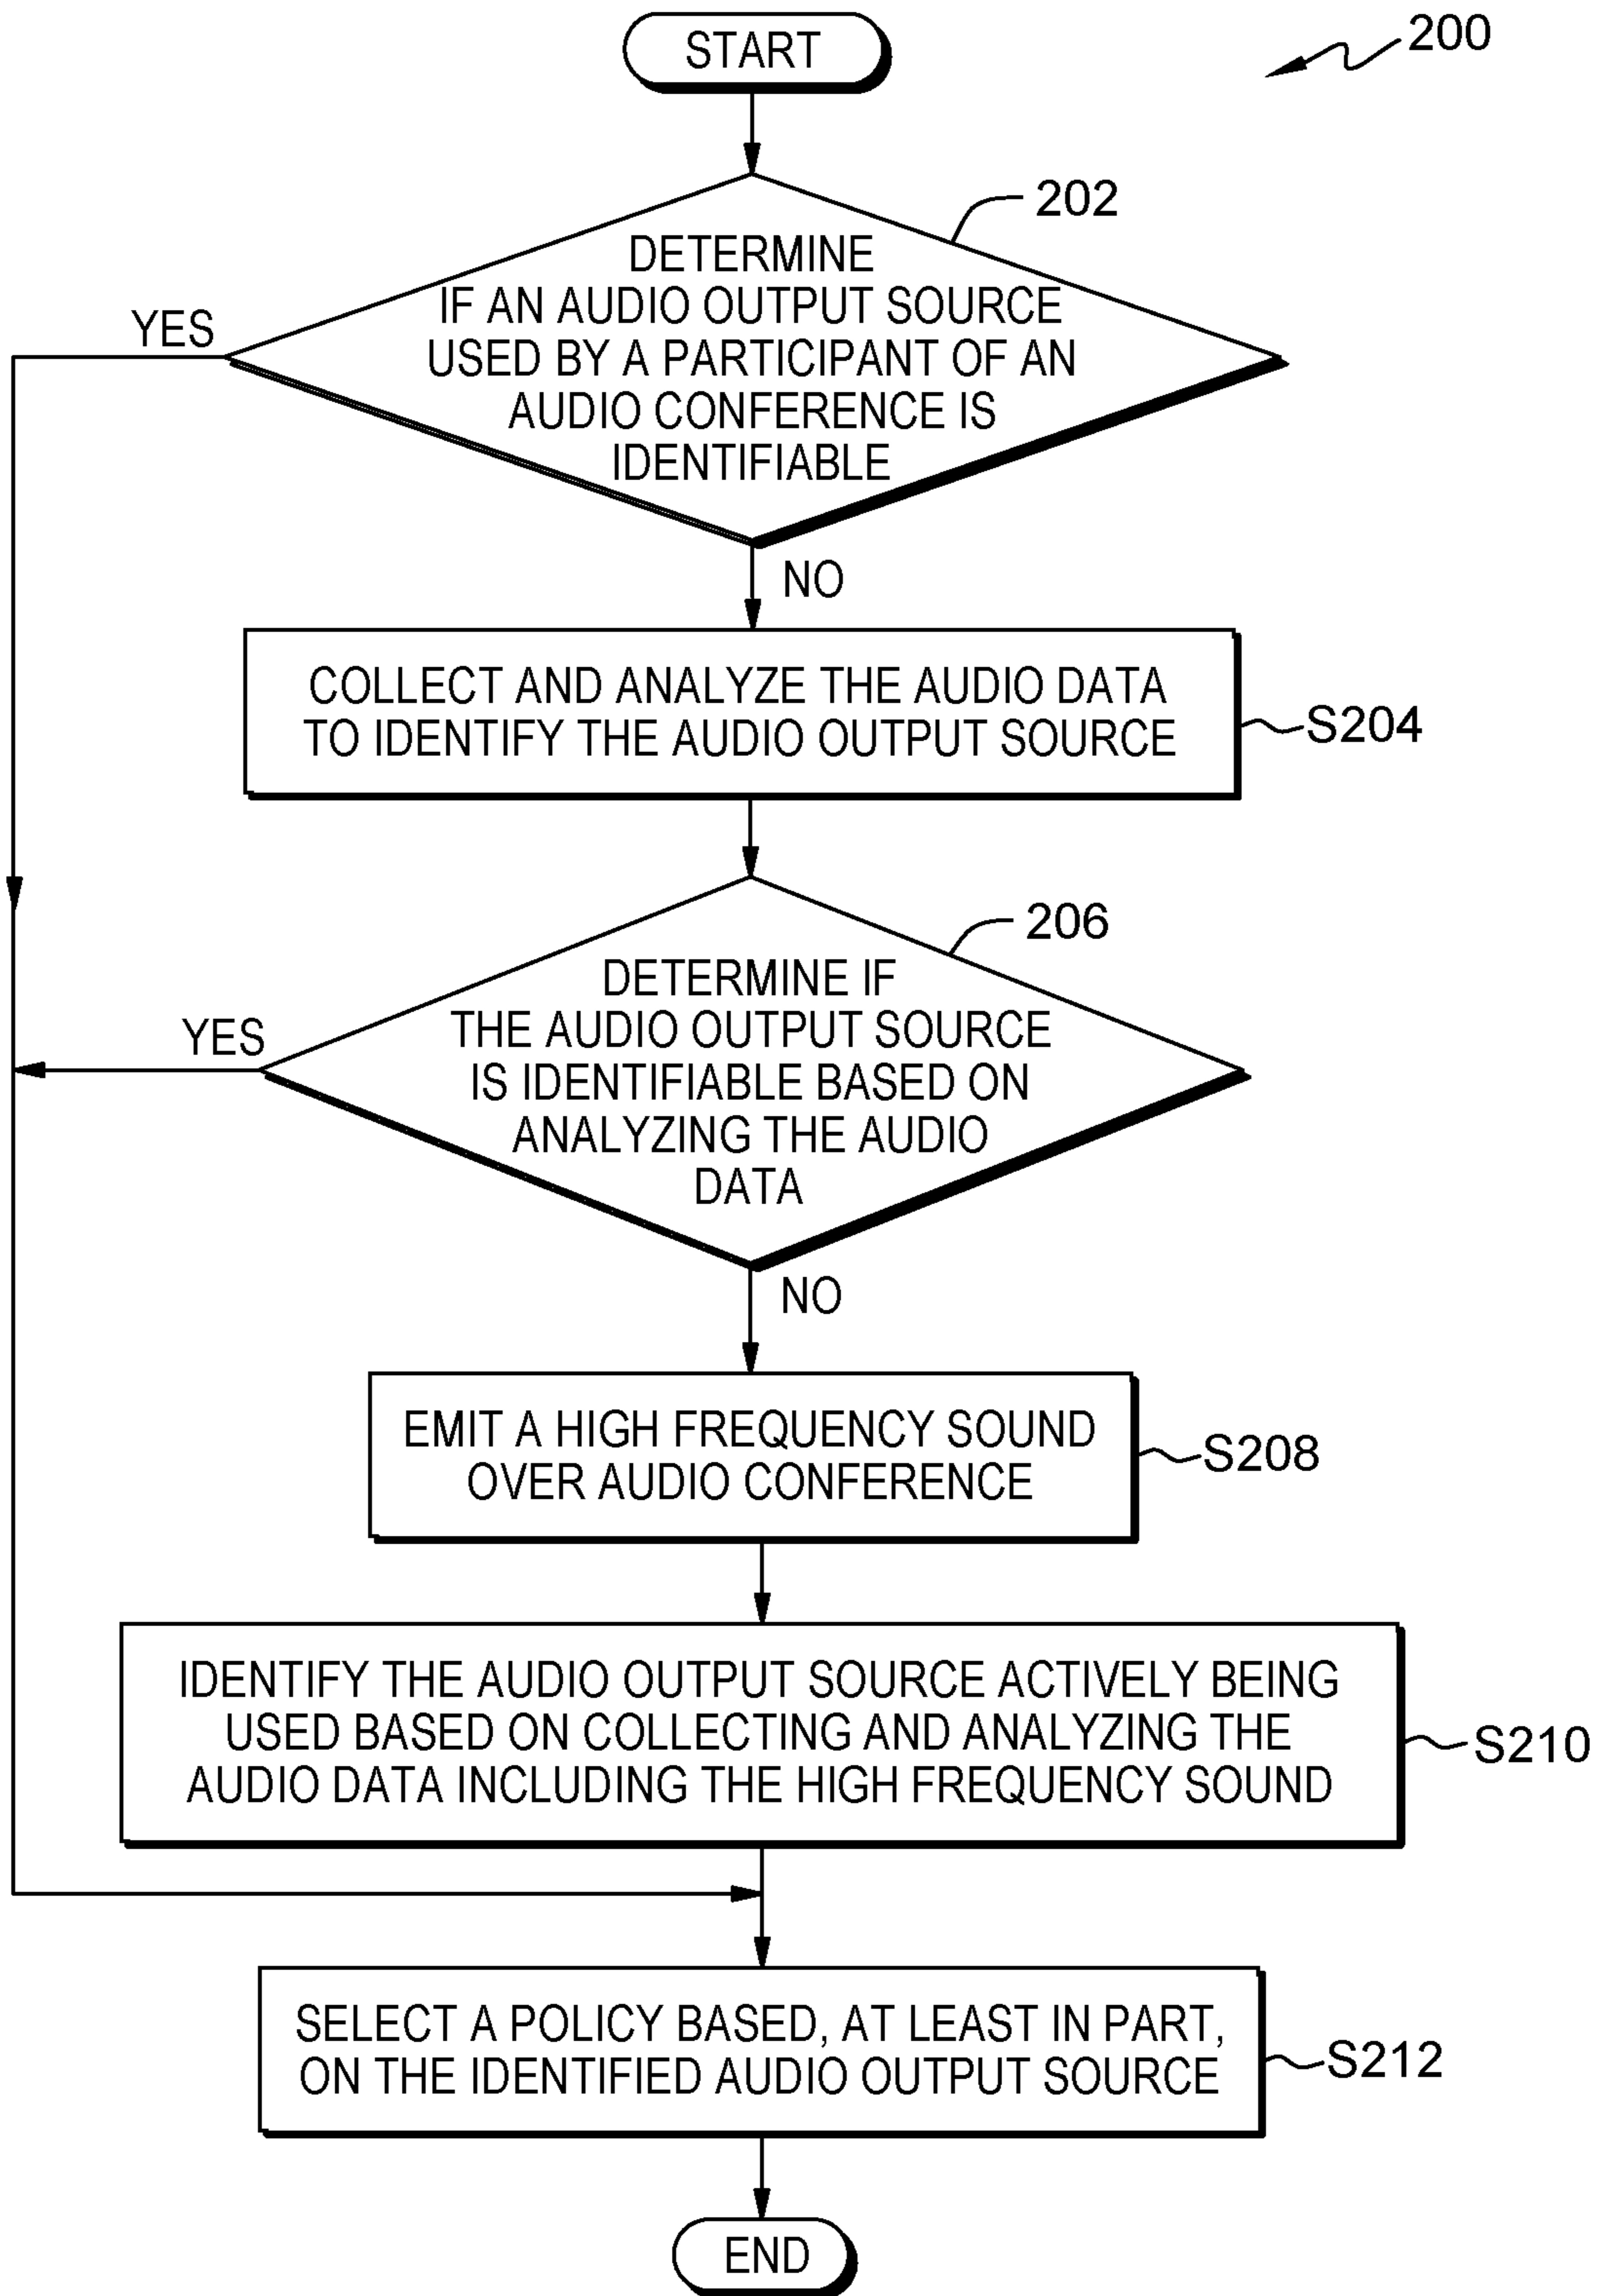 START
200
202
DETERMINE
IF AN AUDIO OUTPUT SOURCE
USED BY A PARTICIPANT OF AN
AUDIO CONFERENCE IS
IDENTIFIABLE
YES
NO
COLLECT AND ANALYZE THE AUDIO DATA
TO IDENTIFY THE AUDIO OUTPUT SOURCE
S204
206
DETERMINE IF
THE AUDIO OUTPUT SOURCE
IS IDENTIFIABLE BASED ON
ANALYZING THE AUDIO
DATA
YES
NO
EMIT A HIGH FREQUENCY SOUND
OVER AUDIO CONFERENCE
S208
IDENTIFY THE AUDIO OUTPUT SOURCE ACTIVELY BEING
USED BASED ON COLLECTING AND ANALYZING THE
AUDIO DATA INCLUDING THE HIGH FREQUENCY SOUND
S210
SELECT A POLICY BASED, AT LEAST IN PART,
ON THE IDENTIFIED AUDIO OUTPUT SOURCE
S212
END